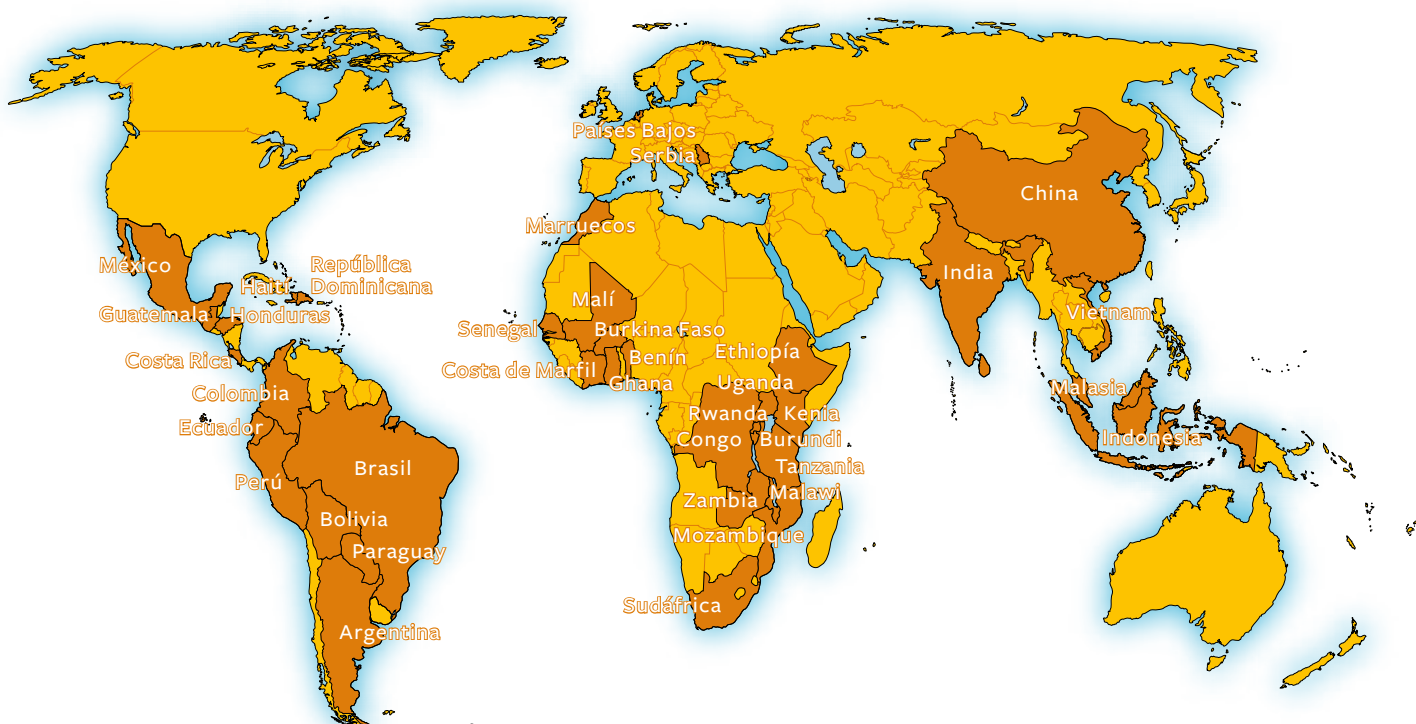 Países Bajos
Serbia
China
Marruecos
México
República
Dominicana
Haití
India
Malí
Guatemala
Honduras
Vietnam
Senegal
Burkina Faso
Costa Rica
Benín
Ethiopía
Costa de Marfil
Ghana
Uganda
Malasia
Colombia
Rwanda
Kenia
Ecuador
Congo
Burundi
Indonesia
Brasil
Tanzania
Perú
Malawi
Zambia
Bolivia
Mozambique
Paraguay
Sudáfrica
Argentina